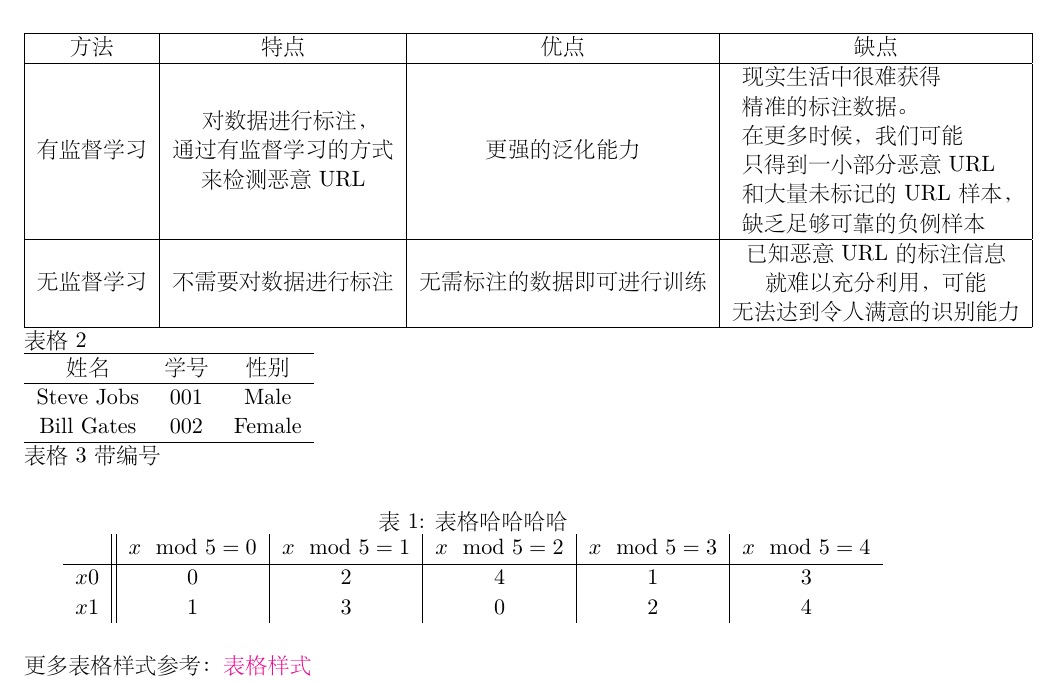 方法 特点 优点 缺点
有监督学习 对数据进行标注， 更强的泛化能力 现实生活中很难获得
通过有监督学习的方式 精准的标注数据。
来检测恶意 URL 在更多时候，我们可能
只得到一小部分恶意 URL
和大量未标记的 URL 样本，
缺乏足够可靠的负例样本
无监督学习 不需要对数据进行标注 无需标注的数据即可进行训练 已知恶意 URL 的标注信息
就难以充分利用，可能
无法达到令人满意的识别能力
表格 2
姓名 学号 性别
Steve Jobs 001 Male
Bill Gates 002 Female
表格 3 带编号
表 1: 表格哈哈哈哈
x mod 5 = 0 x mod 5 = 1 x mod 5 = 2 x mod 5 = 3 x mod 5 = 4
x0 0 2 4 1 3
x1 1 3 0 2 4
更多表格样式参考：表格样式